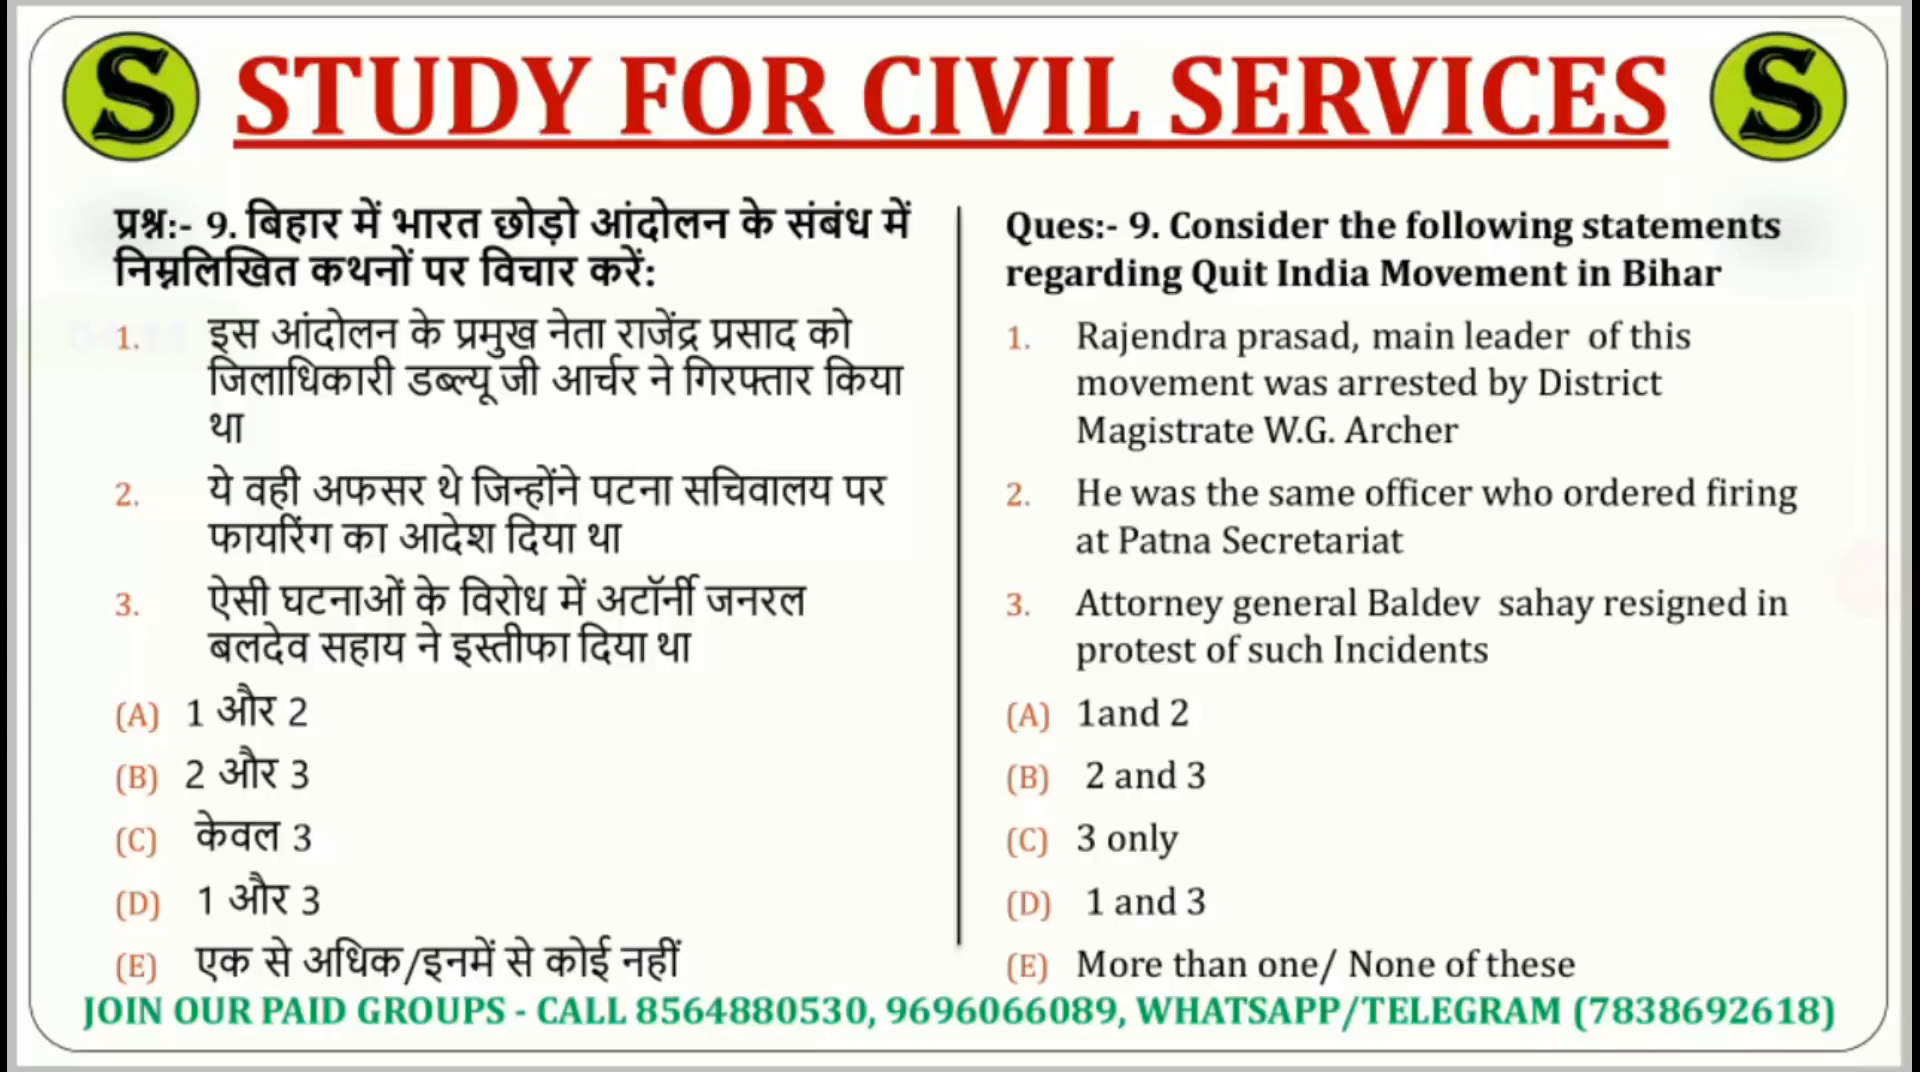 S STUDY FOR CIVIL SERVICES S
प्रश्न:- 9. बिहार में भारत छोड़ो आंदोलन के संबंध में
निम्नलिखित कथनों पर विचार करें:
1. इस आंदोलन के प्रमुख नेता राजेंद्र प्रसाद को
जिलाधिकारी डब्ल्यू जी आर्चर ने गिरफ्तार किया
था
2. ये वही अफसर थे जिन्होंने पटना सचिवालय पर
फायरिंग का आदेश दिया था
3. ऐसी घटनाओं के विरोध में अटॉर्नी जनरल
बलदेव सहाय ने इस्तीफा दिया था
(A) 1 और 2
(B) 2 और 3
(C) केवल 3
(D) 1 और 3
(E) एक से अधिक/इनमें से कोई नहीं
Ques:- 9. Consider the following statements
regarding Quit India Movement in Bihar
1. Rajendra prasad, main leader of this
movement was arrested by District
Magistrate W.G. Archer
2. He was the same officer who ordered firing
at Patna Secretariat
3. Attorney general Baldev sahay resigned in
protest of such Incidents
(A) 1and 2
(B) 2 and 3
(C) 3 only
(D) 1 and 3
(E) More than one/ None of these
JOIN OUR PAID GROUPS - CALL 8564880530, 9696066089, WHATSAPP/TELEGRAM (7838692618)